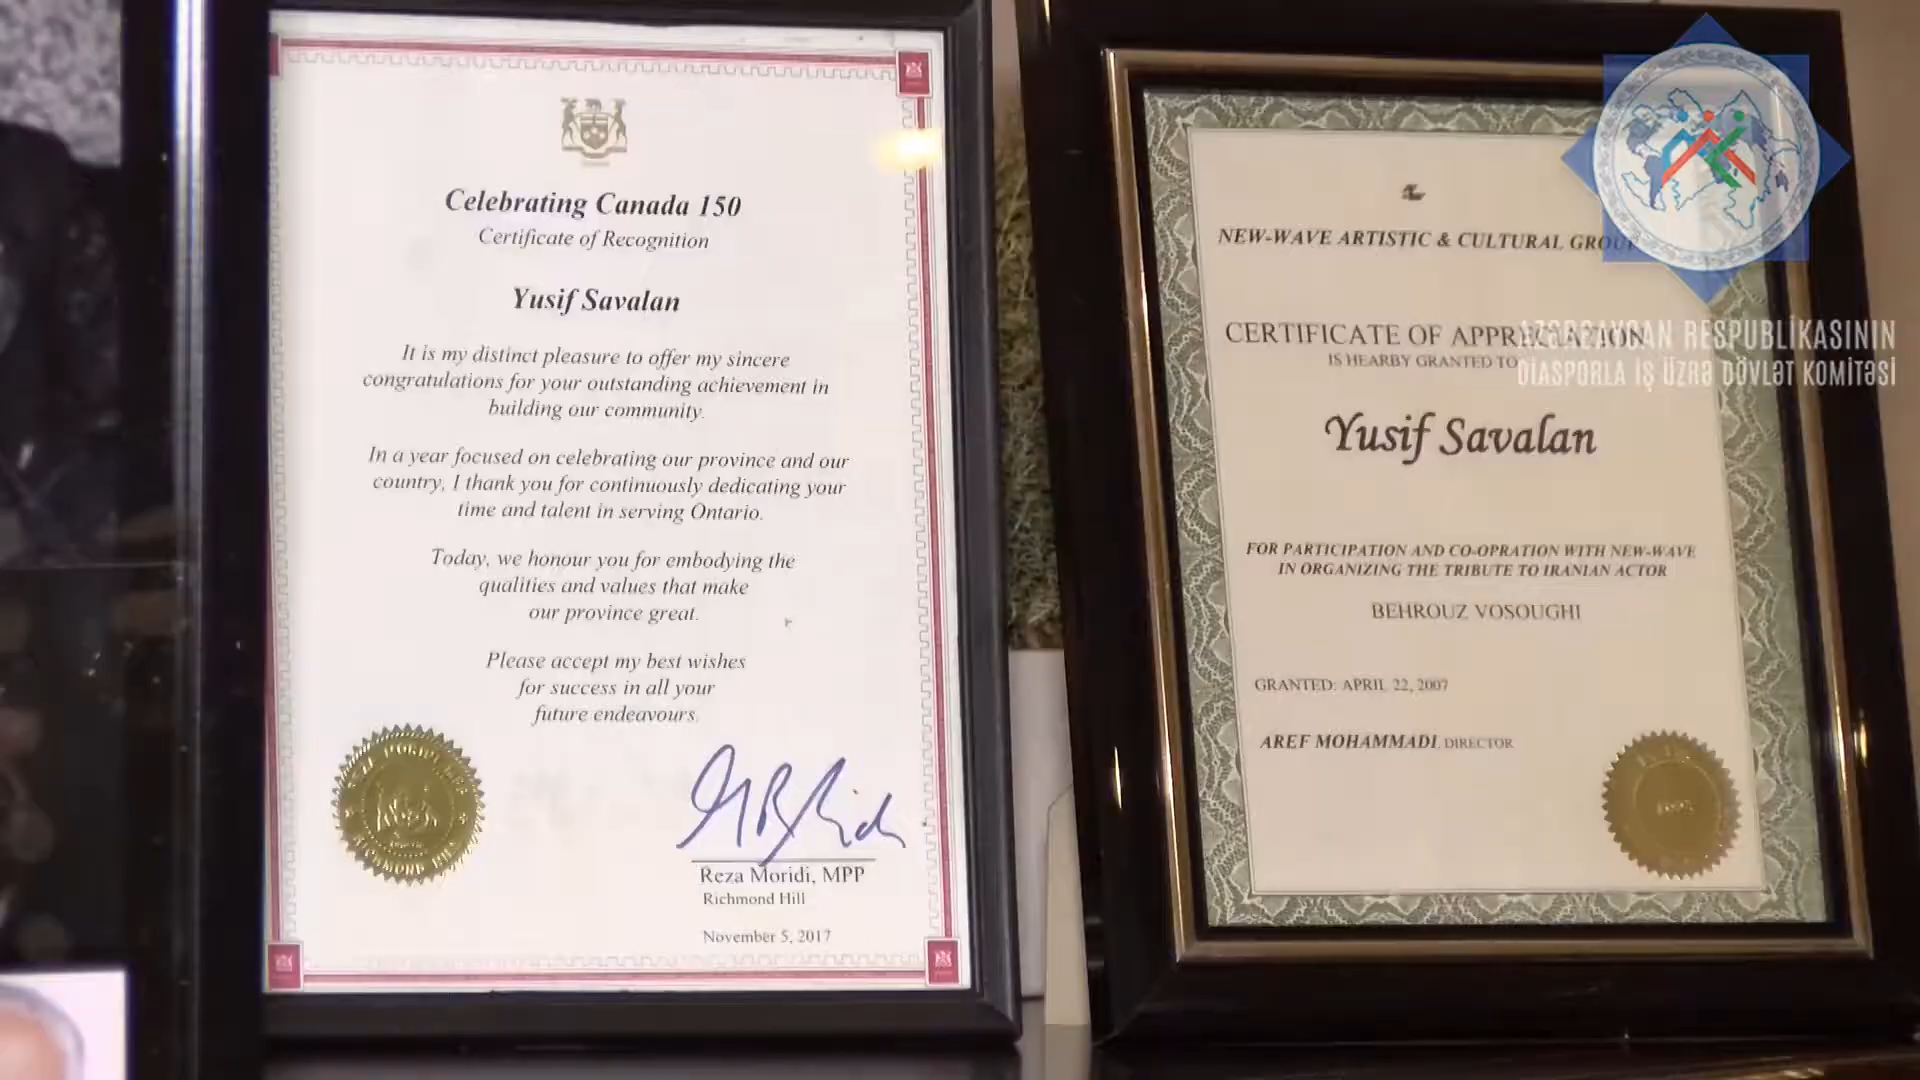 Celebrating Canada 150
Certificate of Recognition
Yusif Savalan
It is my distinct pleasure to offer my sincere
congratulations for your outstanding achievement in
building our community.
In a year focused on celebrating our province and our
country, I thank you for continuously dedicating your
time and talent in serving Ontario.
Today, we honour you for embodying the
qualities and values that make
our province great.
Please accept my best wishes
for success in all your
future endeavours.
Reza Moridi, MPP
Richmond Hill
November 5, 2017
NEW-WAVE ARTISTIC & CULTURAL GROUP
CERTIFICATE OF APPRECIATION
IS HEARBY GRANTED TO
Yusif Savalan
FOR PARTICIPATION AND CO-OPRATION WITH NEW-WAVE
IN ORGANIZING THE TRIBUTE TO IRANIAN ACTOR
BEHROUZ VOSOUGHI
GRANTED: APRIL 22, 2007
AREF MOHAMMADI, DIRECTOR
AZƏRBAYCAN RESPUBLİKASININ
DİASPORLA İŞ ÜZRƏ DÖVLƏT KOMİTƏSİ